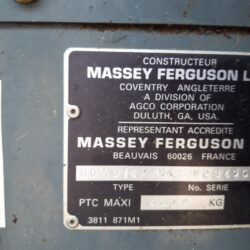 CONSTRUCTEUR
MASSEY FERGUSON L
COVENTRY ANGLETERRE
A DIVISION OF
AGCO CORPORATION
DULUTH, GA, USA.
REPRESENTANT ACCREDITE
MASSEY FERGUSON
BEAUVAIS 60026 FRANCE
TYPE No. SERIE
PTC MAXI KG
3811 871M1